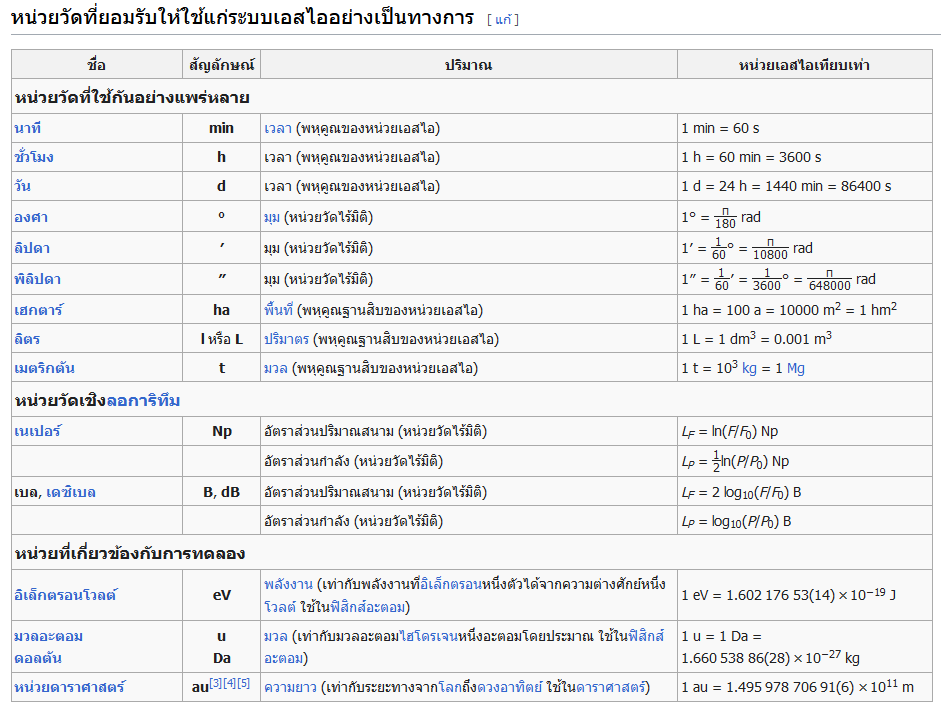 หน่วยวัดที่ยอมรับให้ใช้แก่ระบบเอสไออย่างเป็นทางการ [ แก้ ]
ชื่อ สัญลักษณ์ ปริมาณ หน่วยเอสไอเทียบเท่า
หน่วยวัดที่ใช้กันอย่างแพร่หลาย
นาที min เวลา (พหุคูณของหน่วยเอสไอ) 1 min = 60 s
ชั่วโมง h เวลา (พหุคูณของหน่วยเอสไอ) 1 h = 60 min = 3600 s
วัน d เวลา (พหุคูณของหน่วยเอสไอ) 1 d = 24 h = 1440 min = 86400 s
องศา ° มุม (หน่วยวัดไร้มิติ) 1° = π/180 rad
ลิปดา ′ มุม (หน่วยวัดไร้มิติ) 1′ = 1/60° = π/10800 rad
พิลิปดา ″ มุม (หน่วยวัดไร้มิติ) 1″ = 1/60′ = 1/3600° = π/648000 rad
เฮกตาร์ ha พื้นที่ (พหุคูณฐานสิบของหน่วยเอสไอ) 1 ha = 100 a = 10000 m² = 1 hm²
ลิตร l หรือ L ปริมาตร (พหุคูณฐานสิบของหน่วยเอสไอ) 1 L = 1 dm³ = 0.001 m³
เมตริกตัน t มวล (พหุคูณฐานสิบของหน่วยเอสไอ) 1 t = 10³ kg = 1 Mg
หน่วยวัดเชิงลอการิทึม
เนเปอร์ Np อัตราส่วนปริมาณสนาม (หน่วยวัดไร้มิติ) L_F = ln(F/F₀) Np
อัตราส่วนกำลัง (หน่วยวัดไร้มิติ) L_P = 1/2 ln(P/P₀) Np
เบล, เดซิเบล B, dB อัตราส่วนปริมาณสนาม (หน่วยวัดไร้มิติ) L_F = 2 log₁₀(F/F₀) B
อัตราส่วนกำลัง (หน่วยวัดไร้มิติ) L_P = log₁₀(P/P₀) B
หน่วยที่เกี่ยวข้องกับการทดลอง
อิเล็กตรอนโวลต์ eV พลังงาน (เท่ากับพลังงานที่อิเล็กตรอนหนึ่งตัวได้จากความต่างศักย์หนึ่ง 1 eV = 1.602 176 53(14) × 10⁻¹⁹ J
โวลต์ ใช้ในฟิสิกส์อะตอม)
มวลอะตอม u มวล (เท่ากับมวลอะตอมไฮโดรเจนหนึ่งอะตอมโดยประมาณ ใช้ในฟิสิกส์ 1 u = 1 Da =
ดอลตัน Da อะตอม) 1.660 538 86(28) × 10⁻²⁷ kg
หน่วยดาราศาสตร์ au[3][4][5] ความยาว (เท่ากับระยะทางจากโลกถึงดวงอาทิตย์ ใช้ในดาราศาสตร์) 1 au = 1.495 978 706 91(6) × 10¹¹ m